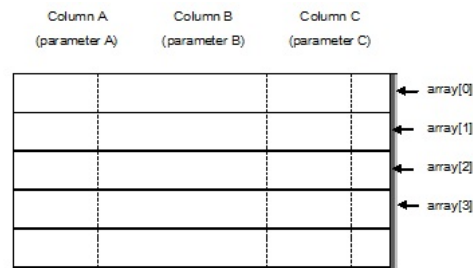 Column A Column B Column C
(parameter A) (parameter B) (parameter C)
array[0]
array[1]
array[2]
array[3]